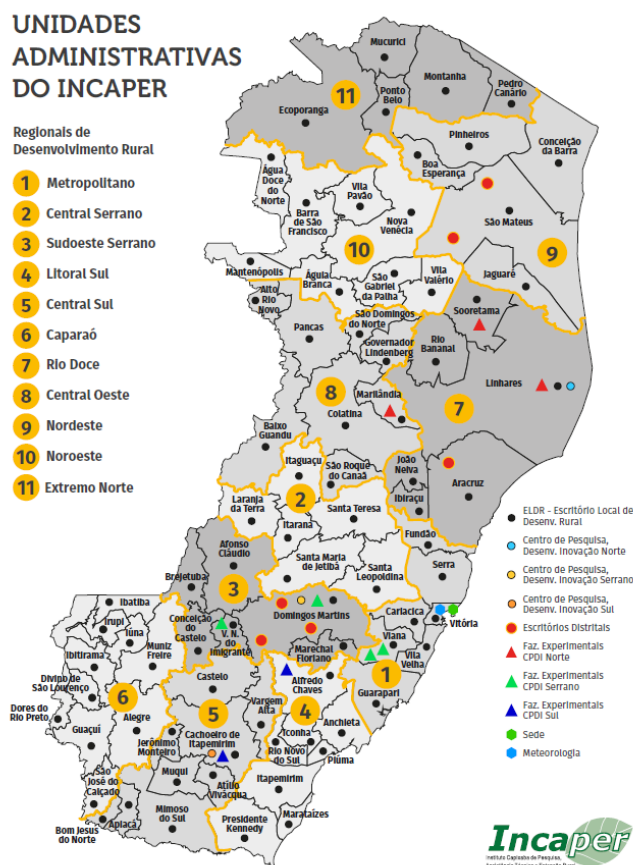 UNIDADES
ADMINISTRATIVAS
DO INCAPER
Regionais de
Desenvolvimento Rural
1 Metropolitano
2 Central Serrano
3 Sudoeste Serrano
4 Litoral Sul
5 Central Sul
6 Caparaó
7 Rio Doce
8 Central Oeste
9 Nordeste
10 Noroeste
11 Extremo Norte
Mucurici
Montanha
Pedro
Canário
Ponto
Belo
11
Ecoporanga
Pinheiros
Conceição
da Barra
Boa
Esperança
Água
Doce
do
Norte
Vila
Pavão
Barra
de São
Francisco
Nova
Venécia
São Mateus
10
9
Mantenópolis
Águia
Branca
São
Gabriel
da Palha
Vila
Valério
Jaguaré
Alto
Rio
Novo
Sooretama
Pancas
São Domingos
do Norte
Governador
Lindenberg
Rio
Bananal
Linhares
8
Marilândia
7
Colatina
Baixo
Guandu
Itaguaçu
São Roque
do Canaã
João
Neiva
Aracruz
Ibiraçu
Laranja
da Terra
2
Itarana
Santa Teresa
Fundão
Afonso
Cláudio
Santa Maria
de Jetibá
Santa
Leopoldina
Serra
Brejetuba
3
Ibatiba
Domingos Martins
Cariacica
Vitória
Conceição
do
Castelo
V. N.
do
Imigrante
Irupi
Iúna
Muniz
Freire
Ibitirama
Marechal
Floriano
Viana
Vila
Velha
Divino de
São Lourenço
Castelo
Alfredo
Chaves
1
Guarapari
6
Dores do
Rio Preto
Alegre
5
Vargem
Alta
4
Anchieta
Guaçuí
Jerônimo
Monteiro
Cachoeiro de
Itapemirim
Iconha
Rio Novo
do Sul
Piúma
São
José do
Calçado
Muqui
Atílio
Vivácqua
Itapemirim
Bom Jesus
do Norte
Apiacá
Mimoso
do Sul
Presidente
Kennedy
Marataízes
ELDR - Escritório Local de
Desenv. Rural
Centro de Pesquisa,
Desenv. Inovação Norte
Centro de Pesquisa,
Desenv. Inovação Serrano
Centro de Pesquisa,
Desenv. Inovação Sul
Escritórios Distritais
Faz. Experimentais
CPDI Norte
Faz. Experimentais
CPDI Serrano
Faz. Experimentais
CPDI Sul
Sede
Meteorologia
Incaper
Instituto Capixaba de Pesquisa,